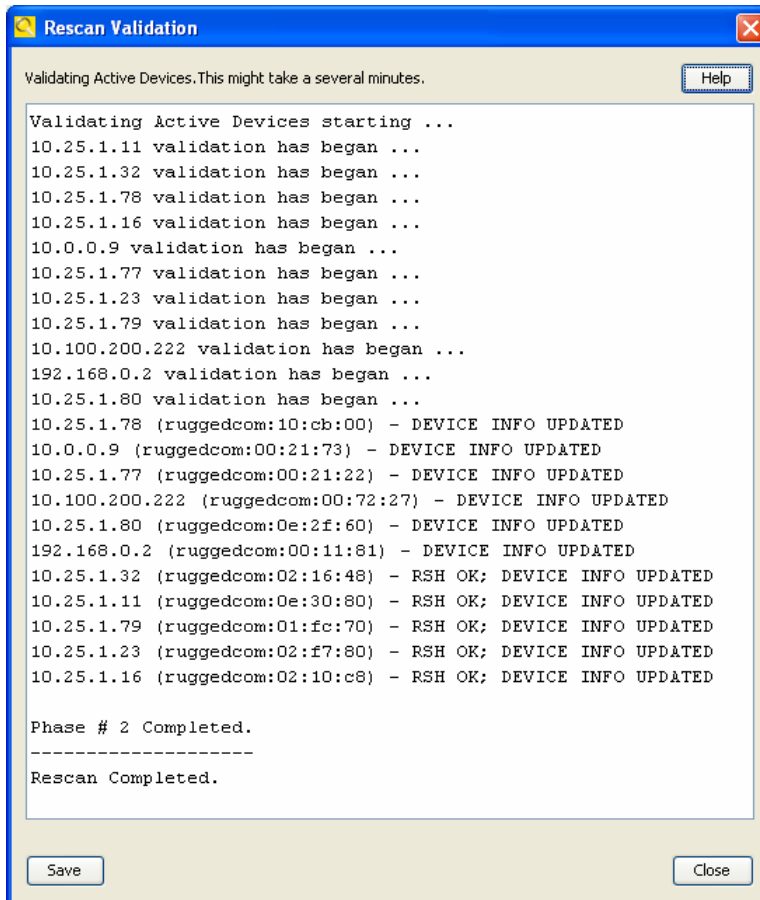 Rescan Validation
Validating Active Devices.This might take a several minutes.
Help
Validating Active Devices starting ...
10.25.1.11 validation has began ...
10.25.1.32 validation has began ...
10.25.1.78 validation has began ...
10.25.1.16 validation has began ...
10.0.0.9 validation has began ...
10.25.1.77 validation has began ...
10.25.1.23 validation has began ...
10.25.1.79 validation has began ...
10.100.200.222 validation has began ...
192.168.0.2 validation has began ...
10.25.1.80 validation has began ...
10.25.1.78 (ruggedcom:10:cb:00) - DEVICE INFO UPDATED
10.0.0.9 (ruggedcom:00:21:73) - DEVICE INFO UPDATED
10.25.1.77 (ruggedcom:00:21:22) - DEVICE INFO UPDATED
10.100.200.222 (ruggedcom:00:72:27) - DEVICE INFO UPDATED
10.25.1.80 (ruggedcom:0e:2f:60) - DEVICE INFO UPDATED
192.168.0.2 (ruggedcom:00:11:81) - DEVICE INFO UPDATED
10.25.1.32 (ruggedcom:02:16:48) - RSH OK; DEVICE INFO UPDATED
10.25.1.11 (ruggedcom:0e:30:80) - RSH OK; DEVICE INFO UPDATED
10.25.1.79 (ruggedcom:01:fc:70) - RSH OK; DEVICE INFO UPDATED
10.25.1.23 (ruggedcom:02:f7:80) - RSH OK; DEVICE INFO UPDATED
10.25.1.16 (ruggedcom:02:10:c8) - RSH OK; DEVICE INFO UPDATED
Phase # 2 Completed.
--------------------
Rescan Completed.
Save
Close